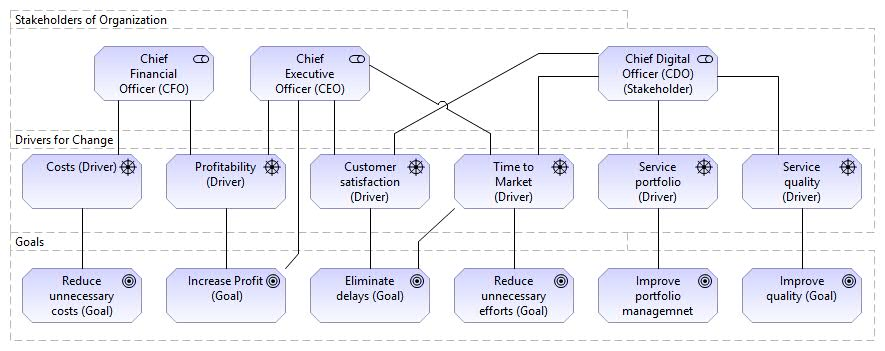 Stakeholders of Organization
Chief
Financial
Officer (CFO)
Chief
Executive
Officer (CEO)
Chief Digital
Officer (CDO)
(Stakeholder)
Drivers for Change
Costs (Driver)
Profitability
(Driver)
Customer
satisfaction
(Driver)
Time to
Market
(Driver)
Service
portfolio
(Driver)
Service
quality
(Driver)
Goals
Reduce
unnecessary
costs (Goal)
Increase Profit
(Goal)
Eliminate
delays (Goal)
Reduce
unnecessary
efforts (Goal)
Improve
portfolio
managemnet
Improve
quality (Goal)